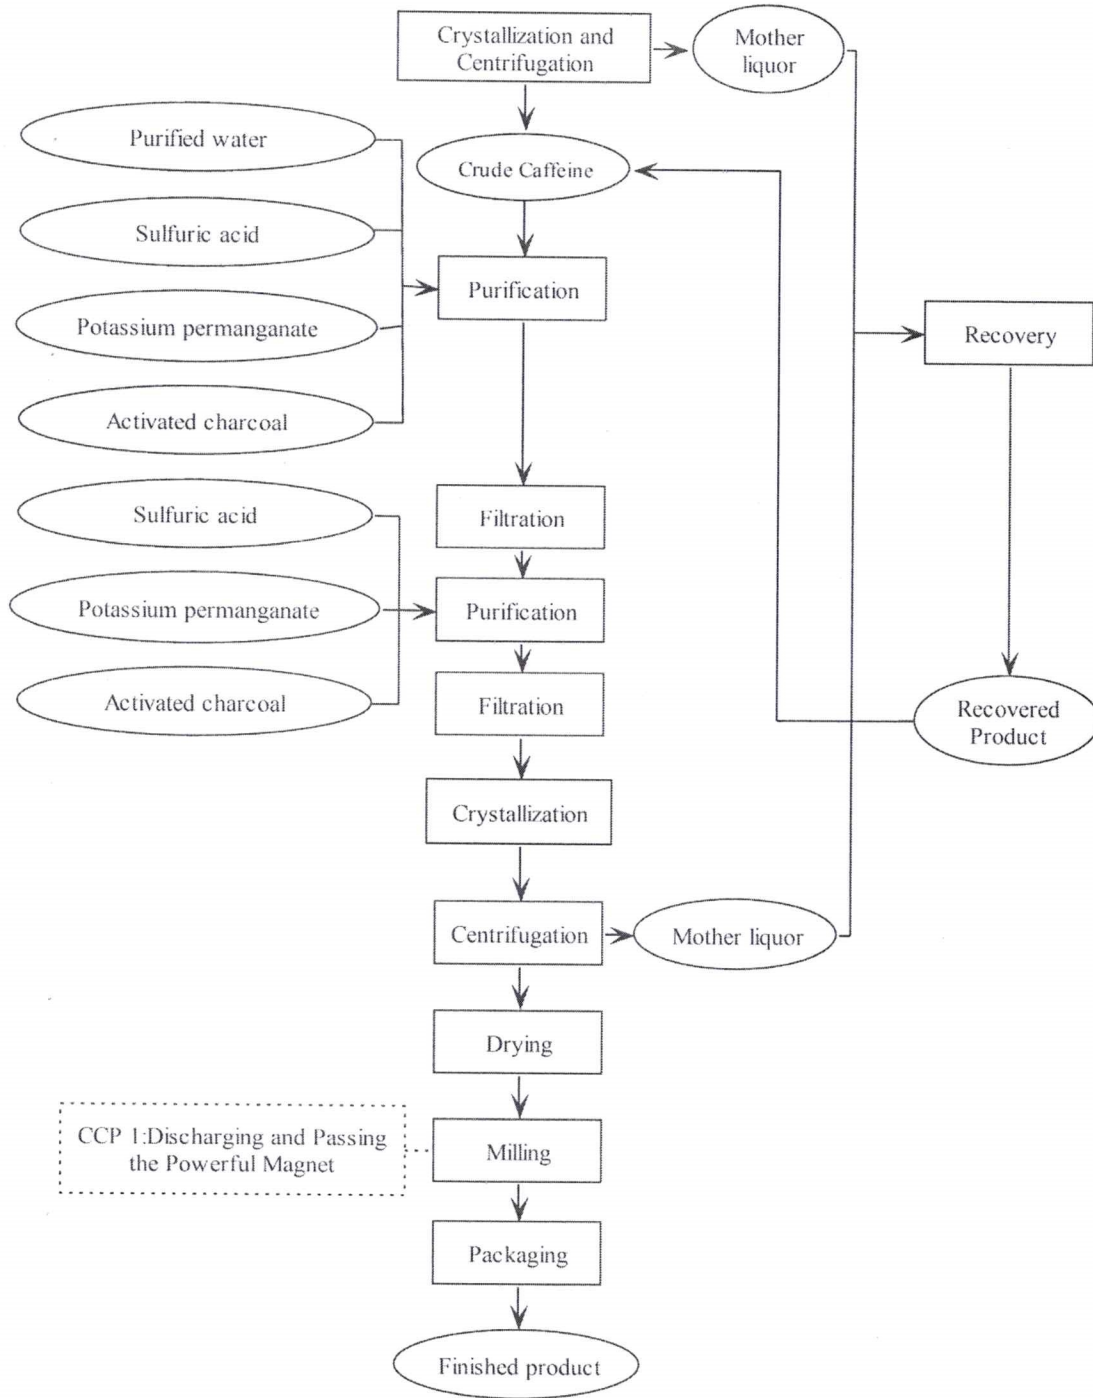 Crystallization and
Centrifugation
Mother
liquor
Purified water
Crude Caffeine
Sulfuric acid
Purification
Potassium permanganate
Recovery
Activated charcoal
Sulfuric acid
Filtration
Potassium permanganate
Purification
Activated charcoal
Filtration
Recovered
Product
Crystallization
Centrifugation
Mother liquor
Drying
CCP 1:Discharging and Passing
the Powerful Magnet
Milling
Packaging
Finished product